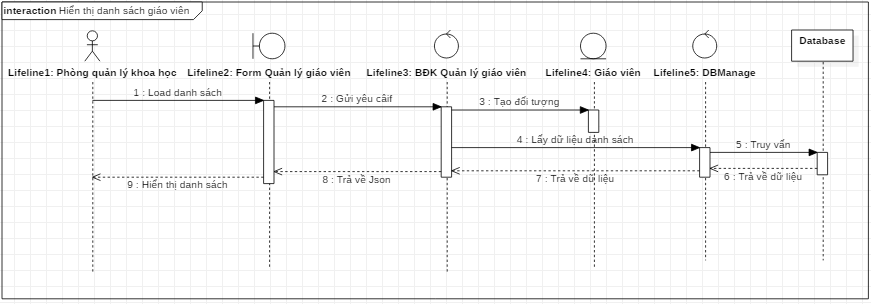 interaction Hiển thị danh sách giáo viên
Lifeline1: Phòng quản lý khoa học
Lifeline2: Form Quản lý giáo viên
Lifeline3: BĐK Quản lý giáo viên
Lifeline4: Giáo viên
Lifeline5: DBManage
Database
1 : Load danh sách
2 : Gửi yêu câif
3 : Tạo đối tượng
4 : Lấy dữ liệu danh sách
5 : Truy vấn
6 : Trả về dữ liệu
7 : Trả về dữ liệu
8 : Trả về Json
9 : Hiển thị danh sách